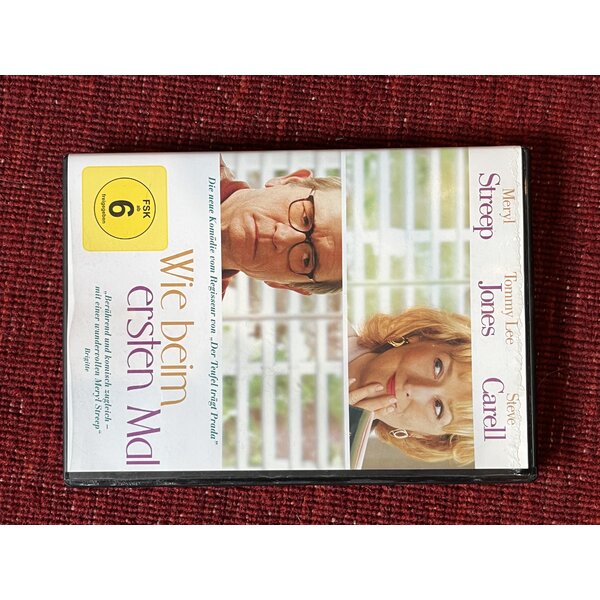 Meryl
Streep
Tommy Lee
Jones
Steve
Carell
Die neue Komödie vom Regisseur von „Der Teufel trägt Prada"
Wie beim
ersten Mal
„Berührend und komisch zugleich –
mit einer wundervollen Meryl Streep"
Brigitte
FSK
ab
6
freigegeben